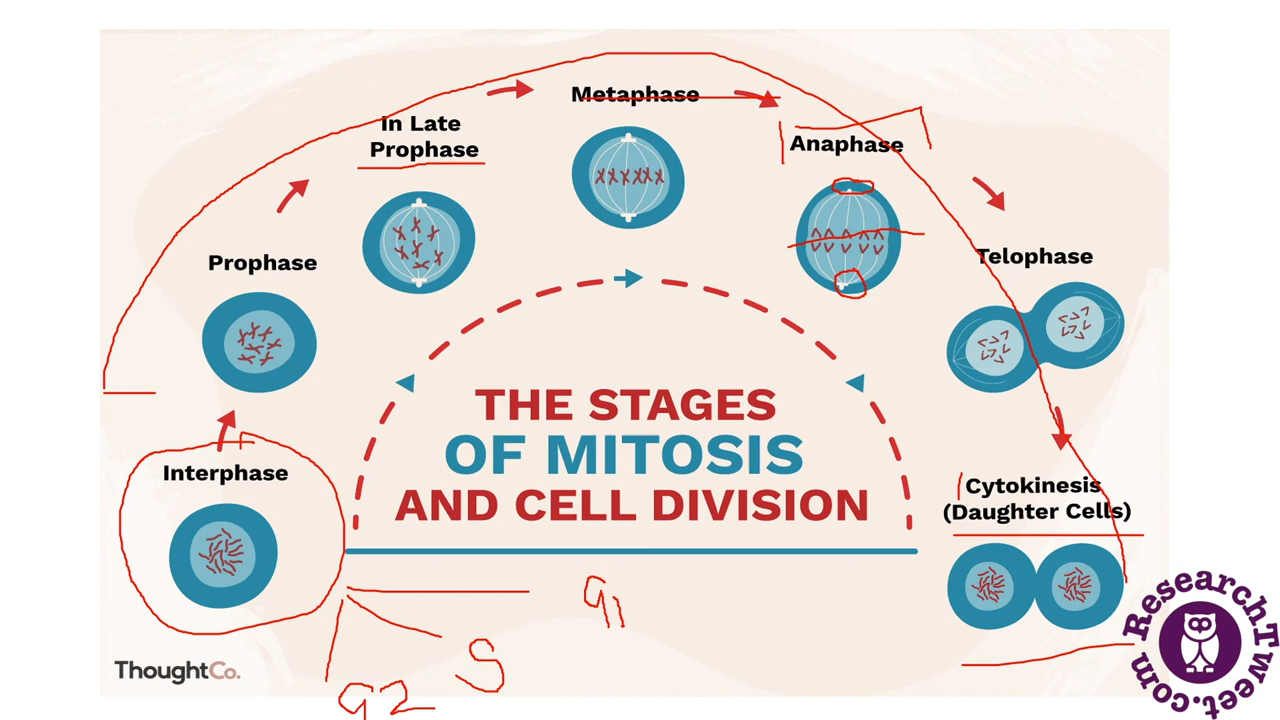 Metaphase
In Late
Prophase
Anaphase
Prophase
Telophase
Interphase
THE STAGES
OF MITOSIS
AND CELL DIVISION
Cytokinesis
(Daughter Cells)
G1
S
G2
ThoughtCo.
ResearchTweet.com